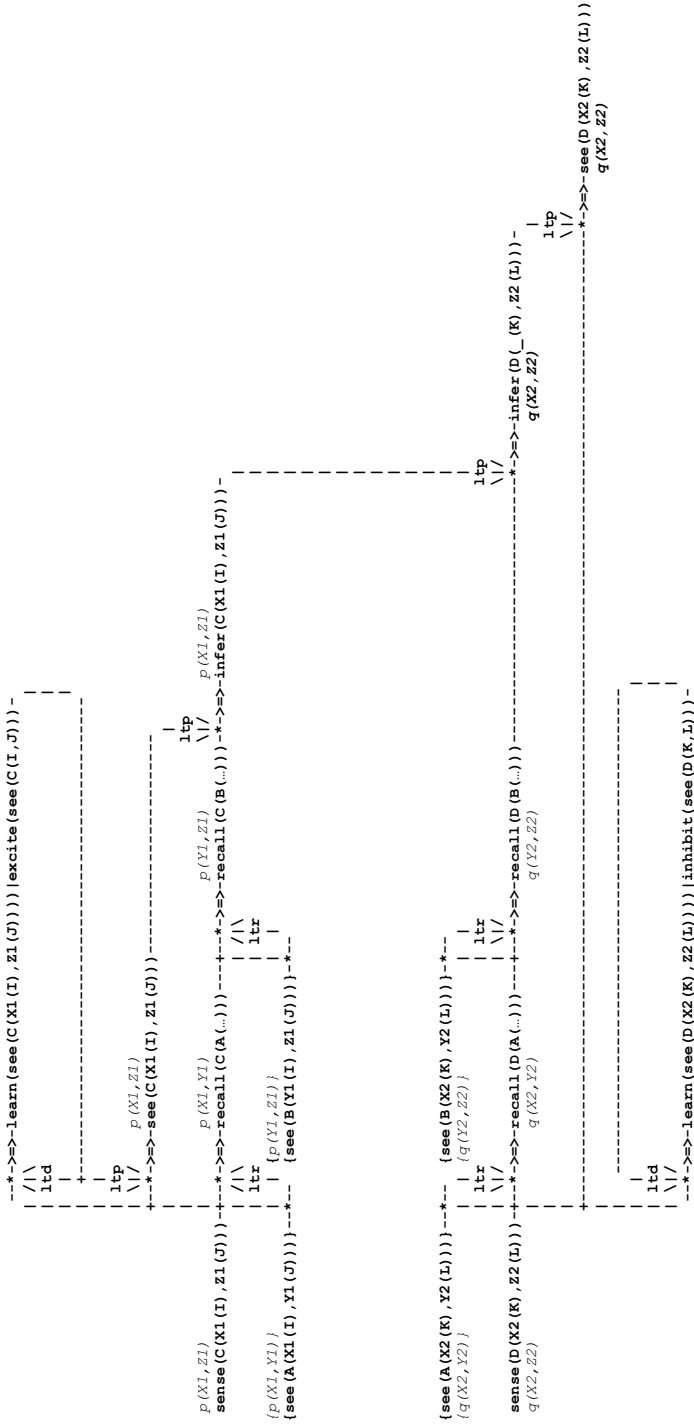 --*->=>-learn(see(C(X1(I),Z1(J))))|excite(see(C(I,J)))-
ltd
ltp
p(X1,Z1)
*->=>-see(C(X1(I),Z1(J)))
ltp
p(X1,Z1) p(X1,Y1) p(Y1,Z1) p(X1,Z1)
sense(C(X1(I),Z1(J)))--+--*->=>-recall(C(A(…)))---+--*->=>-recall(C(B(…)))-*->=>-infer(C(X1(I),Z1(J)))-
ltr ltr
{p(X1,Y1)} {p(Y1,Z1)}
{see(A(X1(I),Y1(J)))}--*-- {see(B(Y1(I),Z1(J)))}-*--
{see(A(X2(K),Y2(L)))}--*-- {see(B(X2(K),Y2(L)))}-*--
{q(X2,Y2)} {q(Y2,Z2)}
ltr ltr ltp
sense(D(X2(K),Z2(L)))--+--*->=>-recall(D(A(…)))---+--*->=>-recall(D(B(…)))-----*->=>-infer(D(_(K),Z2(L)))-
q(X2,Z2) q(X2,Y2) q(Y2,Z2) q(X2,Z2)
ltp
*->=>-see(D(X2(K),Z2(L)))
q(X2,Z2)
ltd
--*->=>-learn(see(D(X2(K),Z2(L))))|inhibit(see(D(K,L)))-